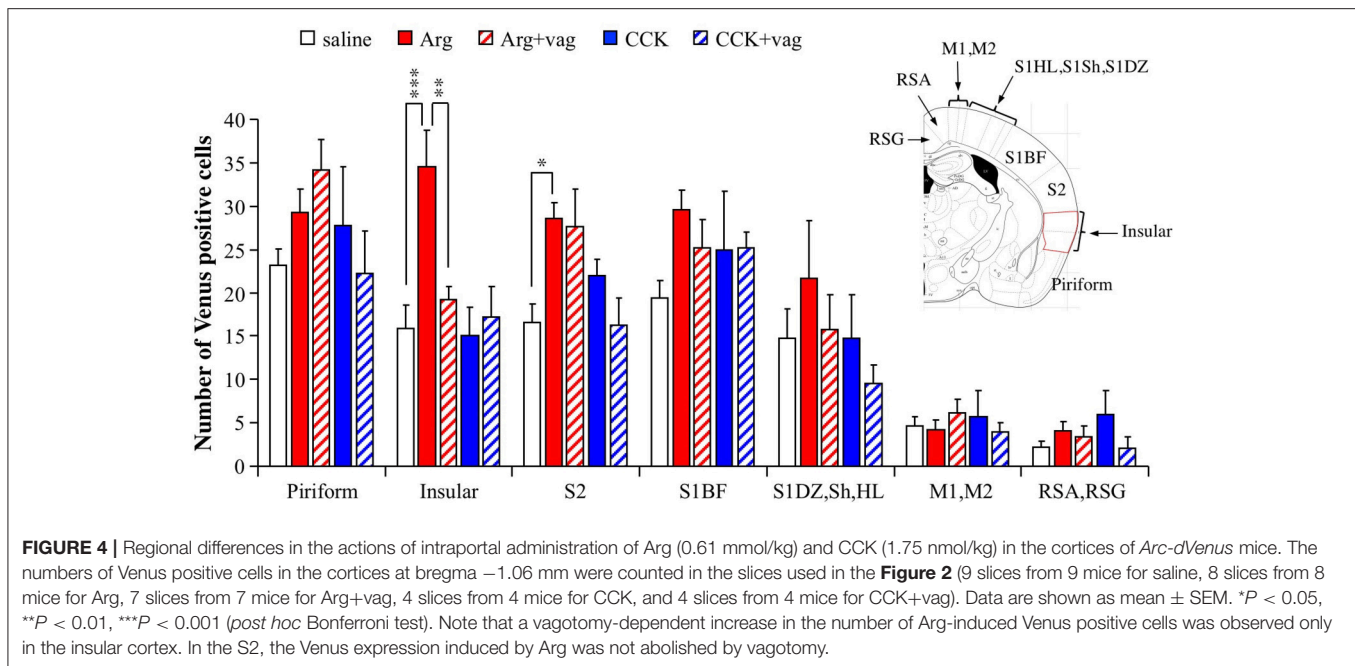 saline Arg Arg+vag CCK CCK+vag
M1,M2
S1HL,S1Sh,S1DZ
RSA
RSG
S1BF
S2
Insular
Piriform
***
**
*
Number of Venus positive cells
40
35
30
25
20
15
10
5
0
Piriform Insular S2 S1BF S1DZ,Sh,HL M1,M2 RSA,RSG
FIGURE 4 | Regional differences in the actions of intraportal administration of Arg (0.61 mmol/kg) and CCK (1.75 nmol/kg) in the cortices of Arc-dVenus mice. The
numbers of Venus positive cells in the cortices at bregma −1.06 mm were counted in the slices used in the Figure 2 (9 slices from 9 mice for saline, 8 slices from 8
mice for Arg, 7 slices from 7 mice for Arg+vag, 4 slices from 4 mice for CCK, and 4 slices from 4 mice for CCK+vag). Data are shown as mean ± SEM. *P < 0.05,
**P < 0.01, ***P < 0.001 (post hoc Bonferroni test). Note that a vagotomy-dependent increase in the number of Arg-induced Venus positive cells was observed only
in the insular cortex. In the S2, the Venus expression induced by Arg was not abolished by vagotomy.